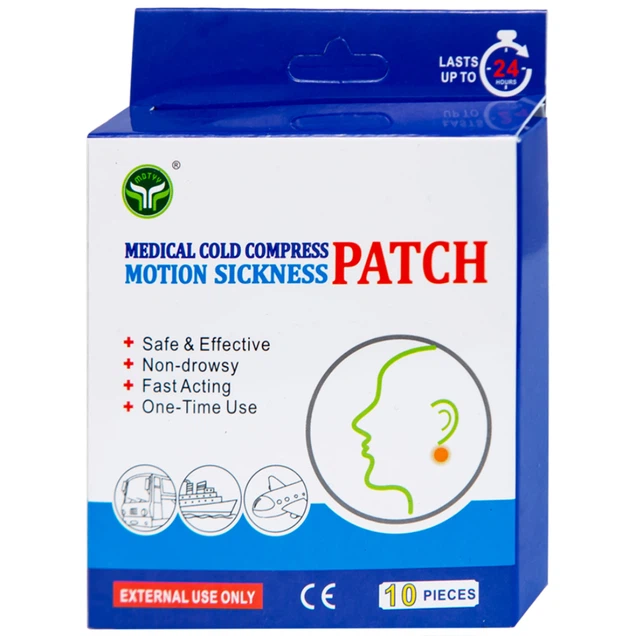 LASTS
UP TO
24
HOURS
®
MDTYY
MEDICAL COLD COMPRESS
MOTION SICKNESS PATCH
+ Safe & Effective
+ Non-drowsy
+ Fast Acting
+ One-Time Use
EXTERNAL USE ONLY
CE
10 PIECES